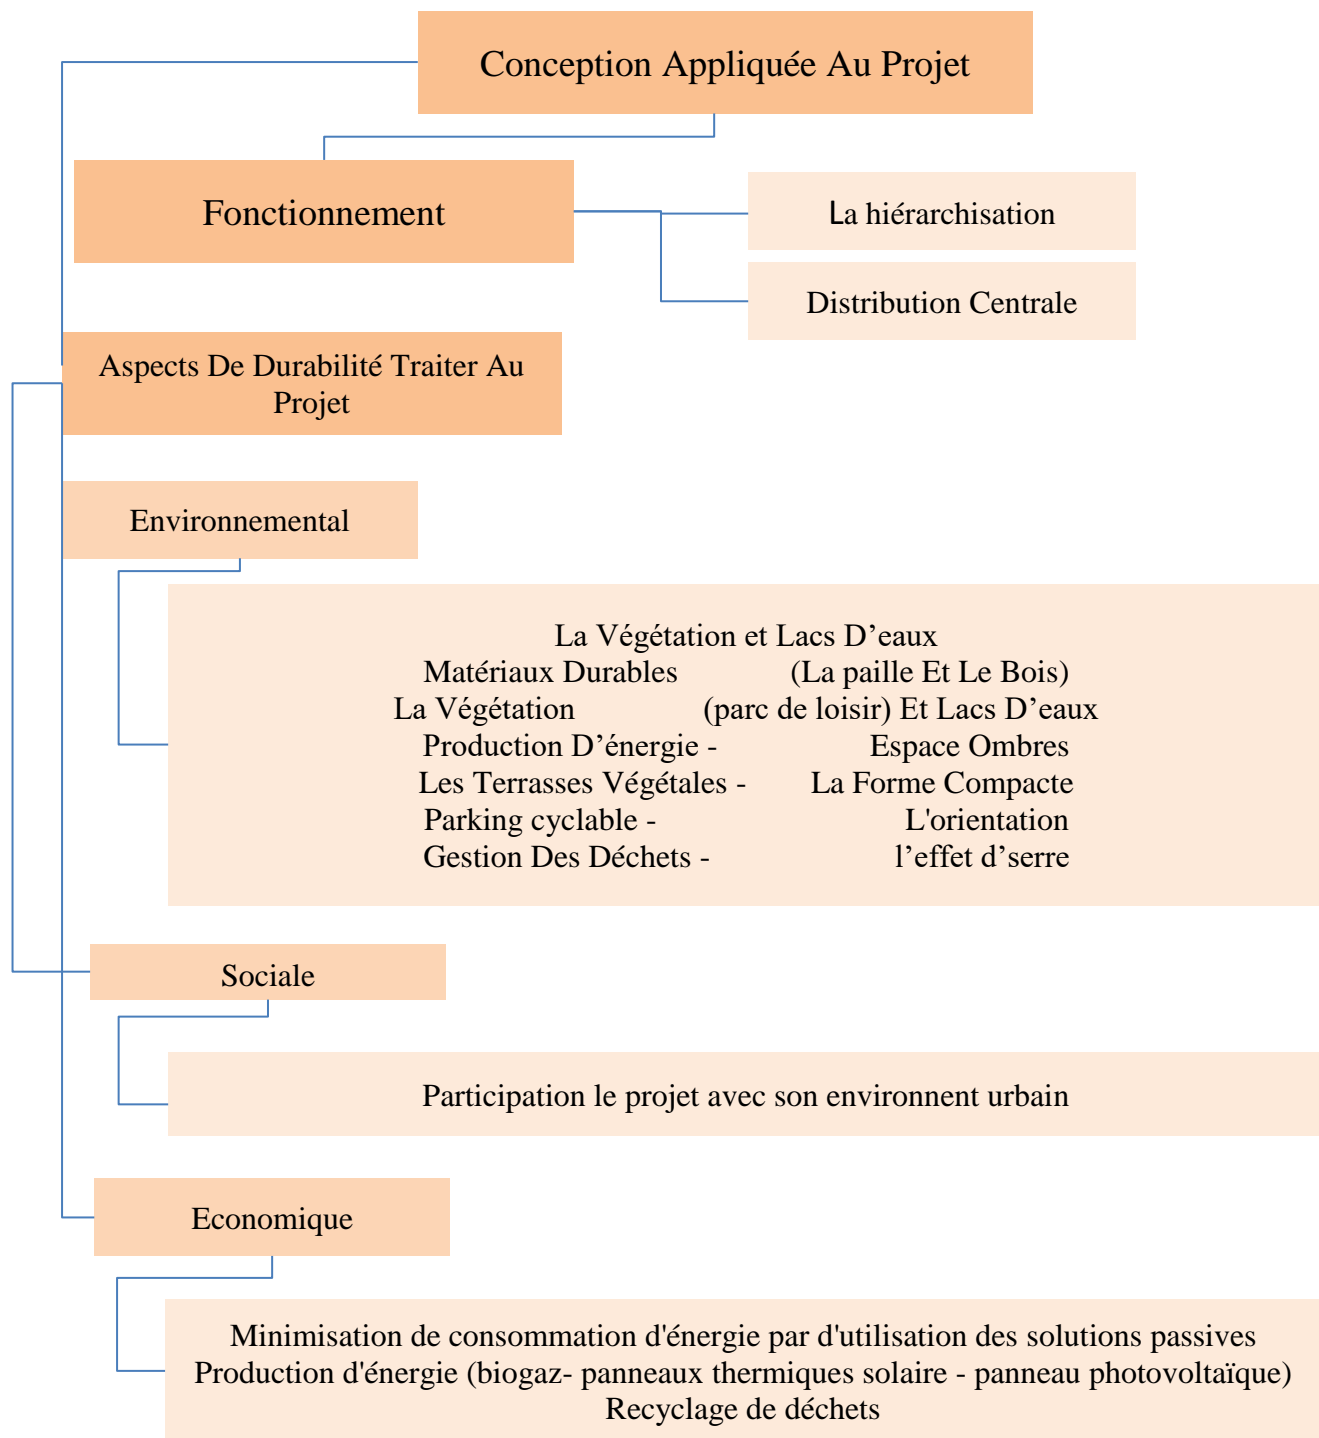 Conception Appliquée Au Projet
Fonctionnement
La hiérarchisation
Distribution Centrale
Aspects De Durabilité Traiter Au
Projet
Environnemental
La Végétation et Lacs D’eaux
Matériaux Durables (La paille Et Le Bois)
La Végétation (parc de loisir) Et Lacs D’eaux
Production D’énergie - Espace Ombres
Les Terrasses Végétales - La Forme Compacte
Parking cyclable - L'orientation
Gestion Des Déchets - l’effet d’serre
Sociale
Participation le projet avec son environnent urbain
Economique
Minimisation de consommation d'énergie par d'utilisation des solutions passives
Production d'énergie (biogaz- panneaux thermiques solaire - panneau photovoltaïque)
Recyclage de déchets